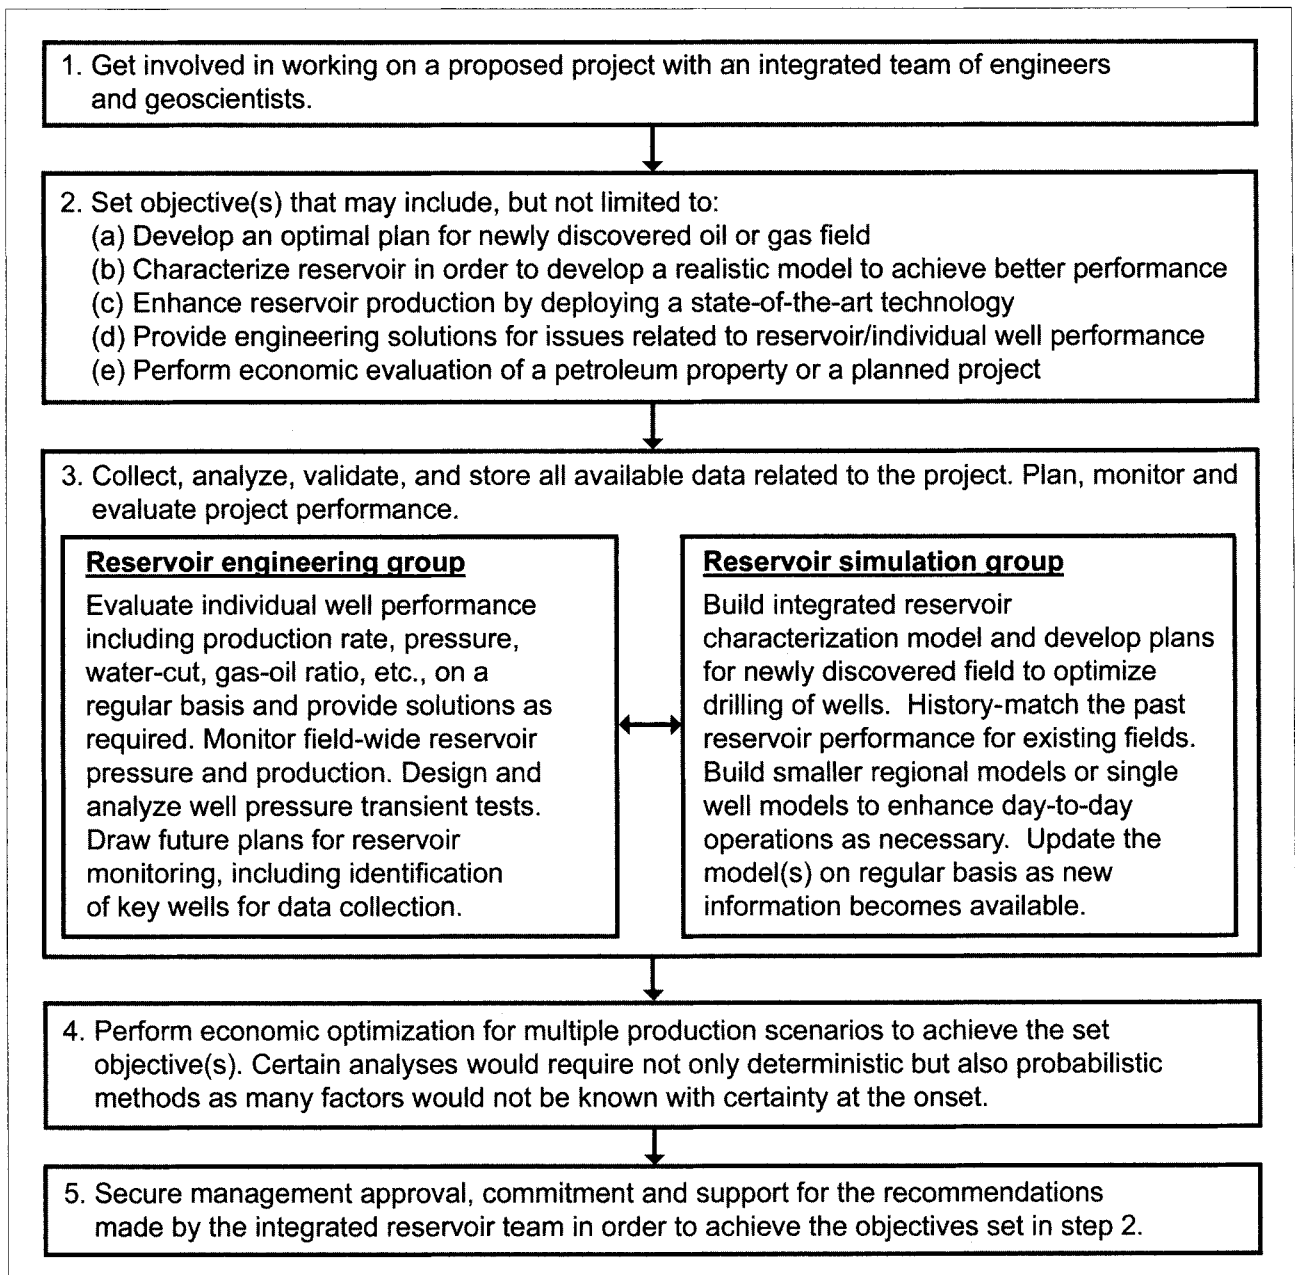 1. Get involved in working on a proposed project with an integrated team of engineers
and geoscientists.
2. Set objective(s) that may include, but not limited to:
(a) Develop an optimal plan for newly discovered oil or gas field
(b) Characterize reservoir in order to develop a realistic model to achieve better performance
(c) Enhance reservoir production by deploying a state-of-the-art technology
(d) Provide engineering solutions for issues related to reservoir/individual well performance
(e) Perform economic evaluation of a petroleum property or a planned project
3. Collect, analyze, validate, and store all available data related to the project. Plan, monitor and
evaluate project performance.
Reservoir engineering group
Evaluate individual well performance
including production rate, pressure,
water-cut, gas-oil ratio, etc., on a
regular basis and provide solutions as
required. Monitor field-wide reservoir
pressure and production. Design and
analyze well pressure transient tests.
Draw future plans for reservoir
monitoring, including identification
of key wells for data collection.
Reservoir simulation group
Build integrated reservoir
characterization model and develop plans
for newly discovered field to optimize
drilling of wells. History-match the past
reservoir performance for existing fields.
Build smaller regional models or single
well models to enhance day-to-day
operations as necessary. Update the
model(s) on regular basis as new
information becomes available.
4. Perform economic optimization for multiple production scenarios to achieve the set
objective(s). Certain analyses would require not only deterministic but also probabilistic
methods as many factors would not be known with certainty at the onset.
5. Secure management approval, commitment and support for the recommendations
made by the integrated reservoir team in order to achieve the objectives set in step 2.